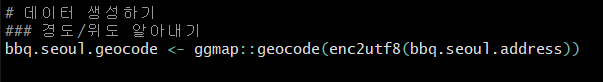 # 데이터 생성하기
### 경도/위도 알아내기
bbq.seoul.geocode <- ggmap::geocode(enc2utf8(bbq.seoul.address))